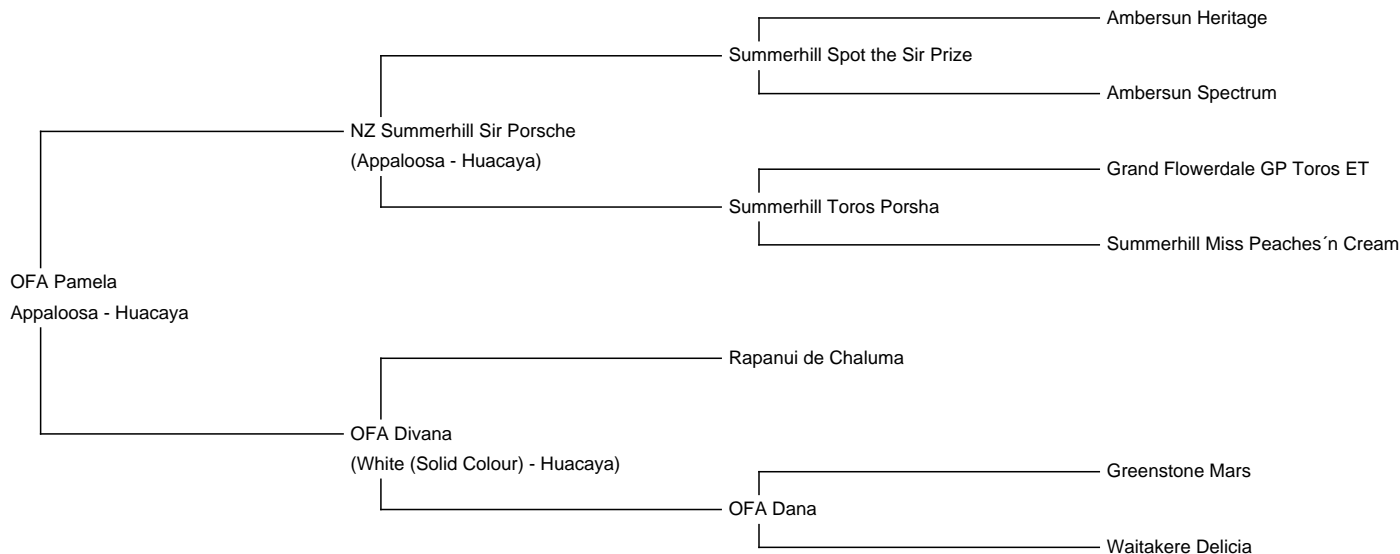 Ambersun Heritage
Summerhill Spot the Sir Prize
Ambersun Spectrum
NZ Summerhill Sir Porsche
(Appaloosa - Huacaya)
Grand Flowerdale GP Toros ET
Summerhill Toros Porsha
Summerhill Miss Peaches´n Cream
OFA Pamela
Appaloosa - Huacaya
Rapanui de Chaluma
OFA Divana
(White (Solid Colour) - Huacaya)
Greenstone Mars
OFA Dana
Waitakere Delicia